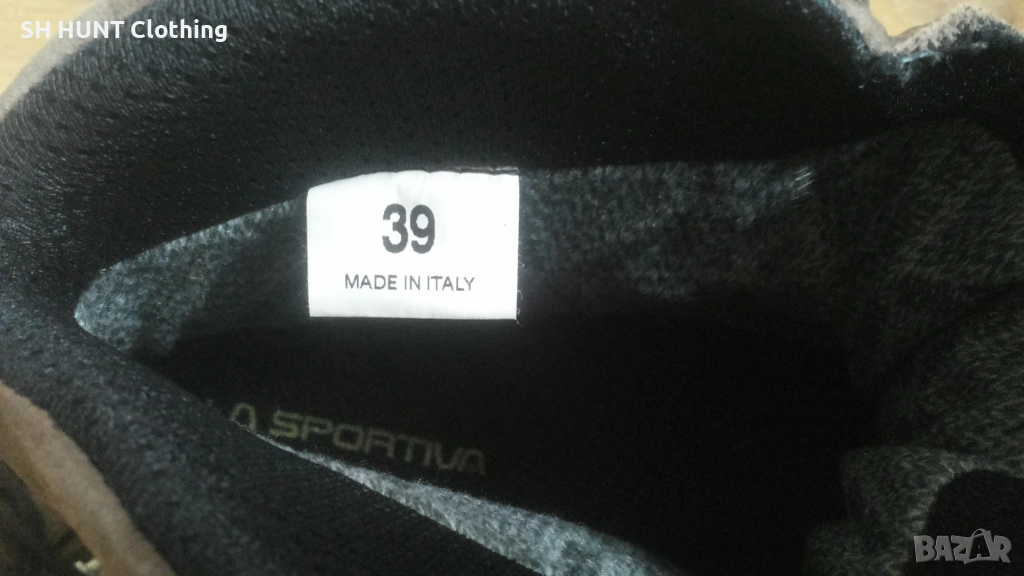 SH HUNT Clothing
39
MADE IN ITALY
LA SPORTIVA
BAZAR